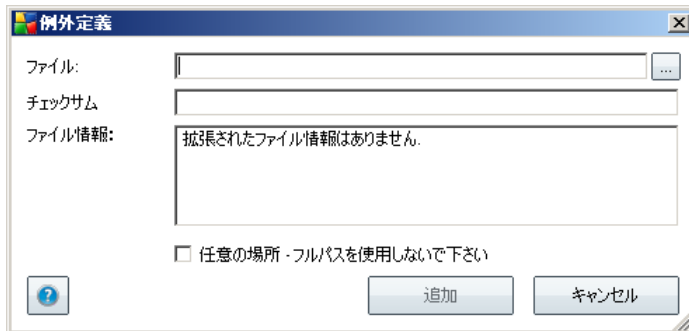 例外定義
ファイル:
...
チェックサム
ファイル情報:
拡張されたファイル情報はありません.
任意の場所 - フルパスを使用しないで下さい
?
追加
キャンセル